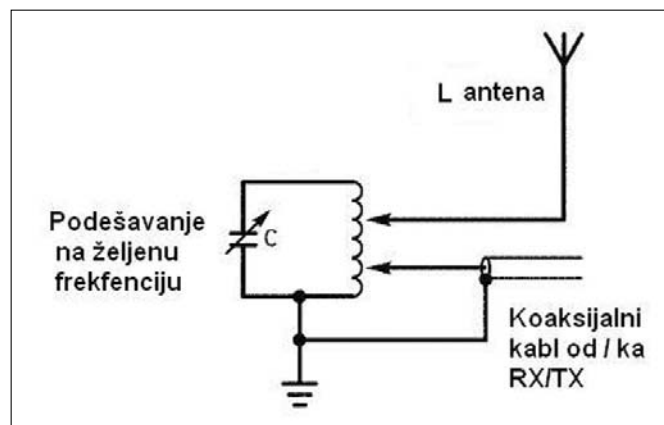 L antena
Podešavanje
na željenu
frekfenciju
C
Koaksijalni
kabl od / ka
RX/TX